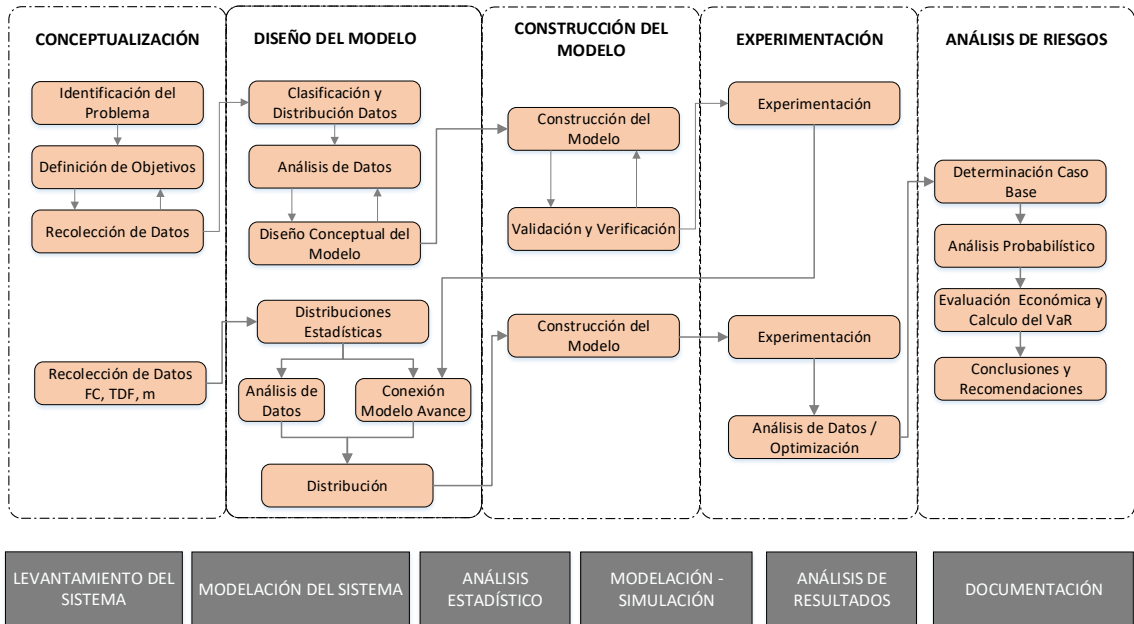 CONCEPTUALIZACIÓN
Identificación del
Problema
Definición de Objetivos
Recolección de Datos
Recolección de Datos
FC, TDF, m
DISEÑO DEL MODELO
Clasificación y
Distribución Datos
Análisis de Datos
Diseño Conceptual del
Modelo
Distribuciones
Estadísticas
Análisis de
Datos
Conexión
Modelo Avance
Distribución
CONSTRUCCIÓN DEL
MODELO
Construcción del
Modelo
Validación y Verificación
Construcción del
Modelo
EXPERIMENTACIÓN
Experimentación
Experimentación
Análisis de Datos /
Optimización
ANÁLISIS DE RIESGOS
Determinación Caso
Base
Análisis Probabilístico
Evaluación Económica y
Calculo del VaR
Conclusiones y
Recomendaciones
LEVANTAMIENTO DEL
SISTEMA
MODELACIÓN DEL SISTEMA
ANÁLISIS
ESTADÍSTICO
MODELACIÓN -
SIMULACIÓN
ANÁLISIS DE
RESULTADOS
DOCUMENTACIÓN